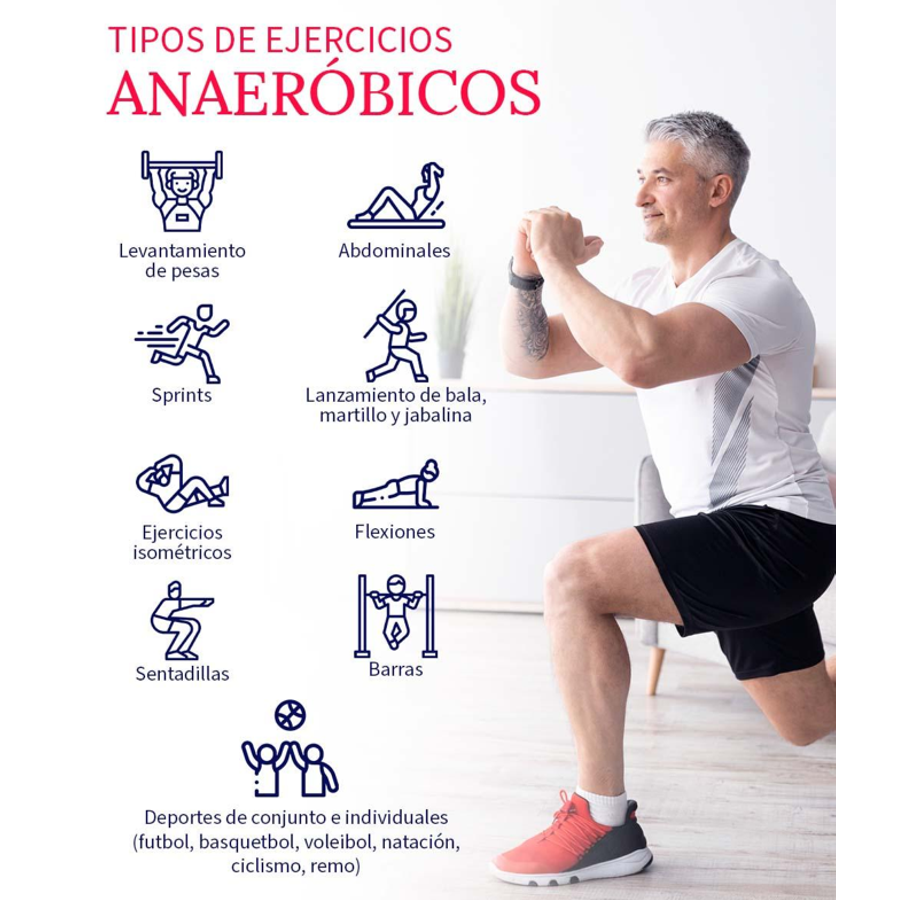 TIPOS DE EJERCICIOS
ANAERÓBICOS
Levantamiento
de pesas
Abdominales
Sprints
Lanzamiento de bala,
martillo y jabalina
Ejercicios
isométricos
Flexiones
Sentadillas
Barras
Deportes de conjunto e individuales
(futbol, basquetbol, voleibol, natación,
ciclismo, remo)